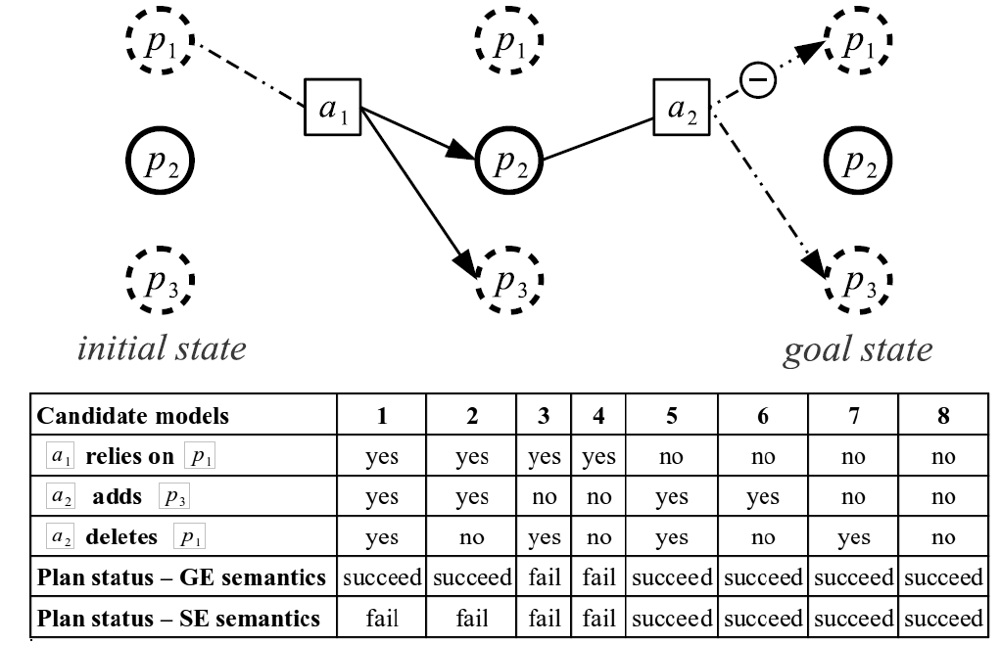 p1 p1 p1
a1 a2 −
p2 p2 p2
p3 p3 p3
initial state goal state
Candidate models 1 2 3 4 5 6 7 8
a1 relies on p1 yes yes yes yes no no no no
a2 adds p3 yes yes no no yes yes no no
a2 deletes p1 yes no yes no yes no yes no
Plan status – GE semantics succeed succeed fail fail succeed succeed succeed succeed
Plan status – SE semantics fail fail fail fail succeed succeed succeed succeed